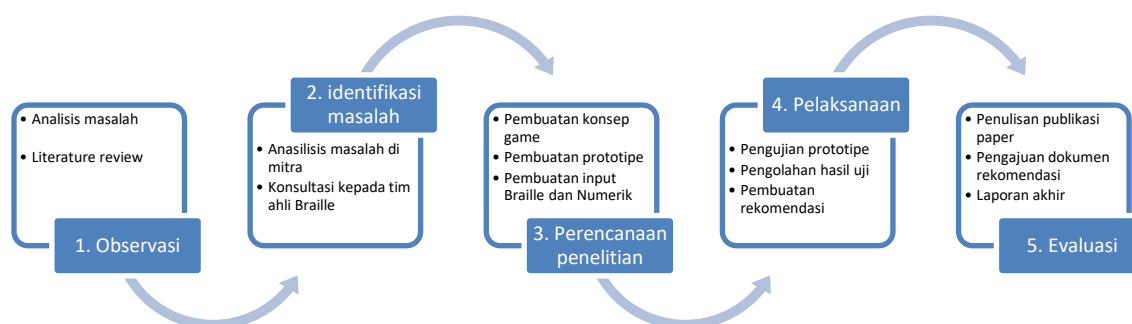 • Analisis masalah
• Literature review
1. Observasi
2. identifikasi
masalah
• Anasilisis masalah di
mitra
• Konsultasi kepada tim
ahli Braille
• Pembuatan konsep
game
• Pembuatan prototipe
• Pembuatan input
Braille dan Numerik
3. Perencanaan
penelitian
4. Pelaksanaan
• Pengujian prototipe
• Pengolahan hasil uji
• Pembuatan
rekomendasi
• Penulisan publikasi
paper
• Pengajuan dokumen
rekomendasi
• Laporan akhir
5. Evaluasi